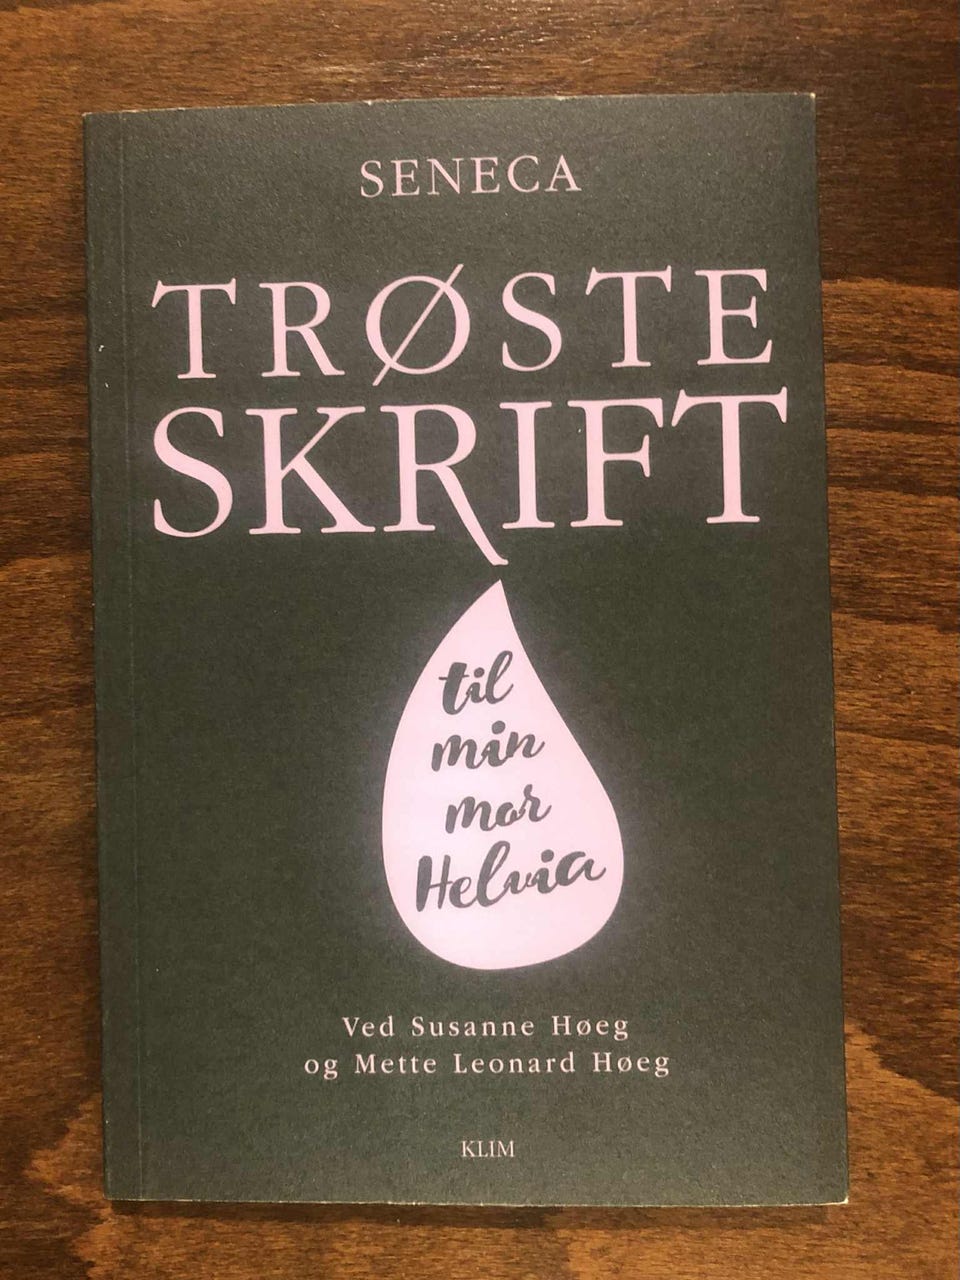 SENECA
TRØSTE
SKRIFT
til
min
mor
Helvia
Ved Susanne Høeg
og Mette Leonard Høeg
KLIM